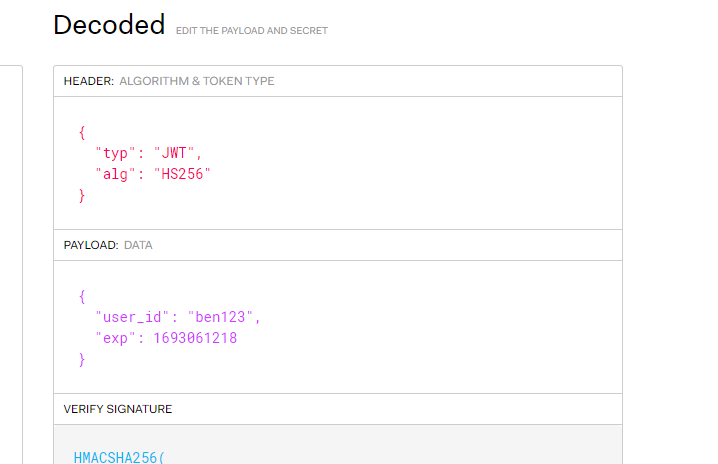 Decoded EDIT THE PAYLOAD AND SECRET
HEADER: ALGORITHM & TOKEN TYPE
{
"typ": "JWT",
"alg": "HS256"
}
PAYLOAD: DATA
{
"user_id": "ben123",
"exp": 1693061218
}
VERIFY SIGNATURE
HMACSHA256(